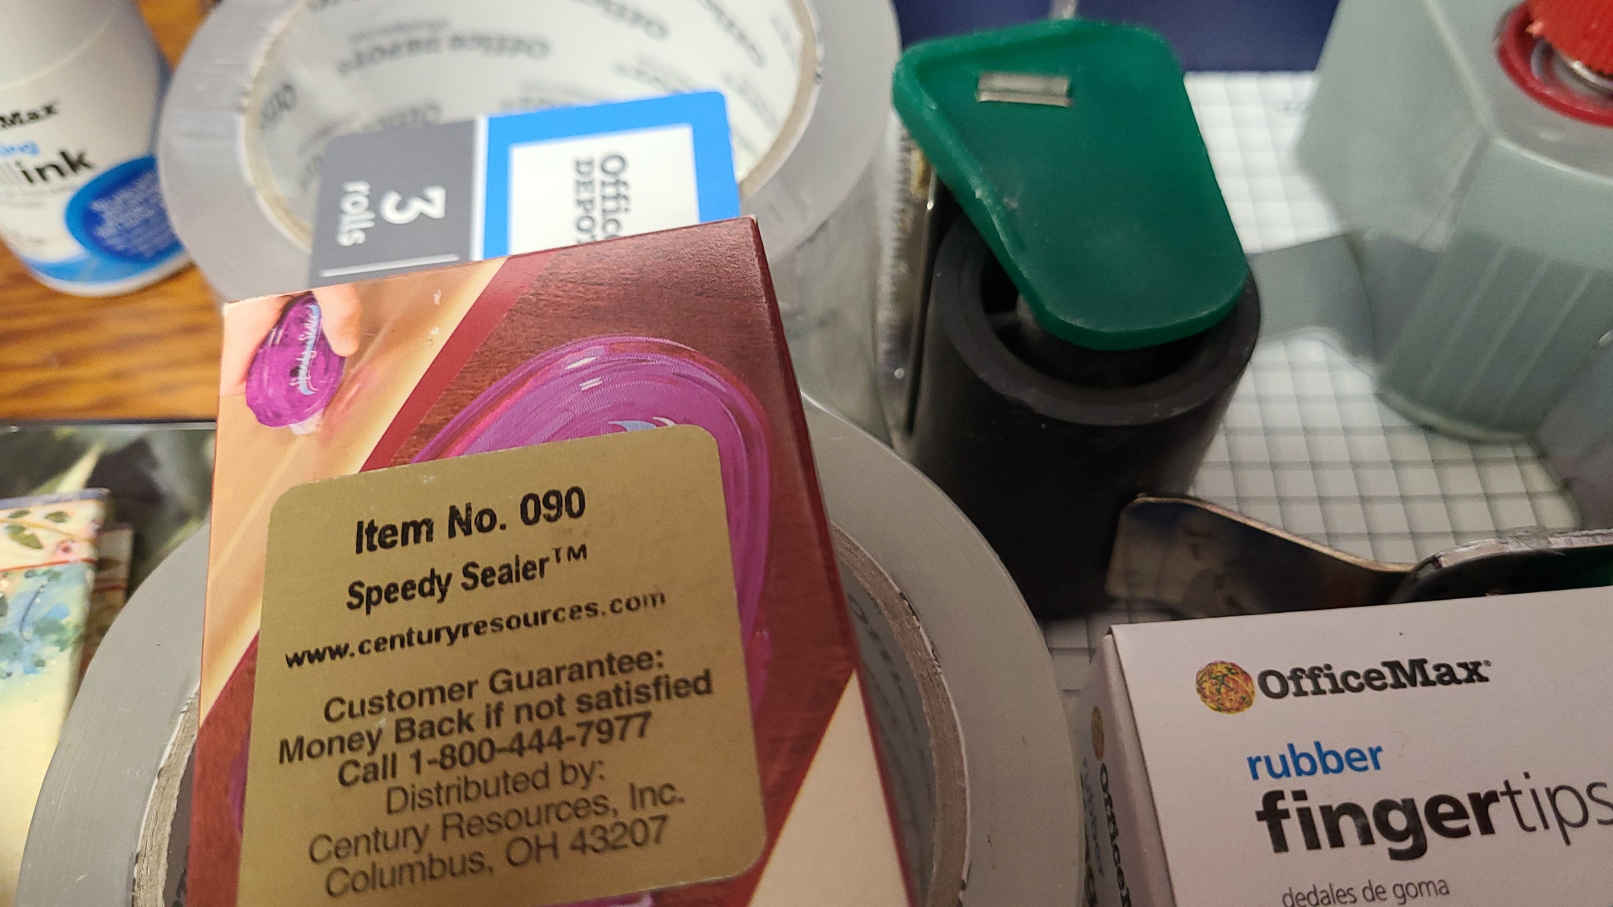 Max
ink
OFFICE DEPOT
3
rolls
Office
DEPO
Item No. 090
Speedy Sealer™
www.centuryresources.com
Customer Guarantee:
Money Back if not satisfied
Call 1-800-444-7977
Distributed by:
Century Resources, Inc.
Columbus, OH 43207
OfficeMax
rubber
fingertips
dedales de goma